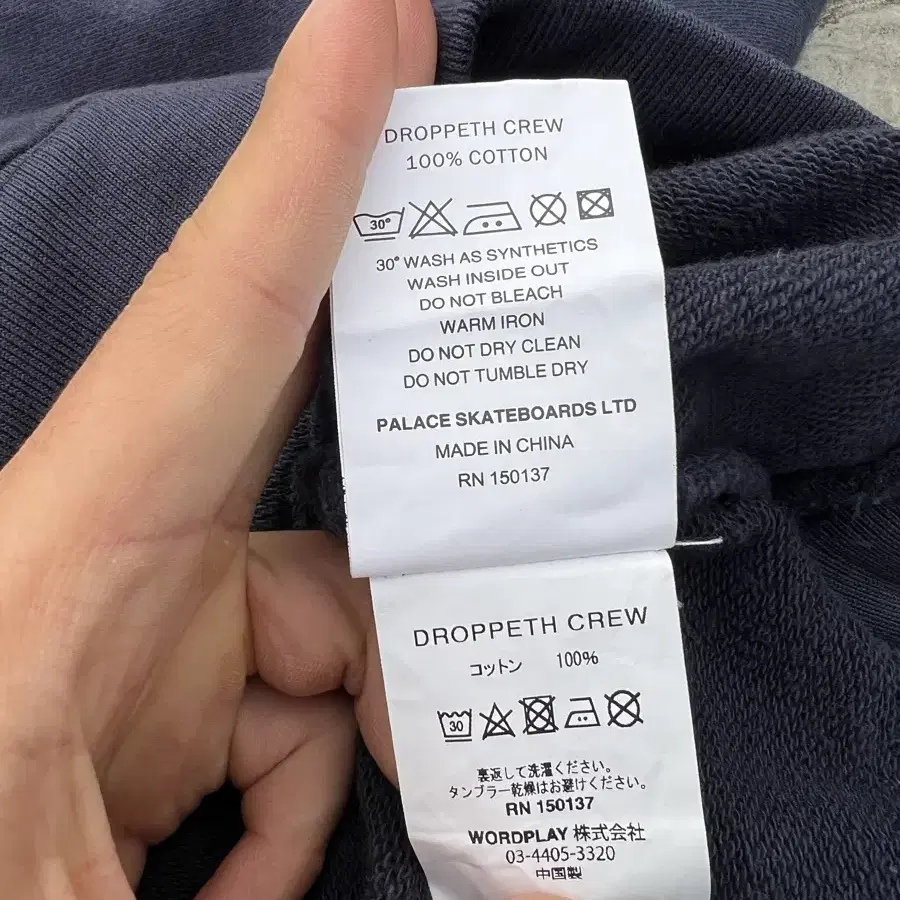 DROPPETH CREW
100% COTTON
30°
30° WASH AS SYNTHETICS
WASH INSIDE OUT
DO NOT BLEACH
WARM IRON
DO NOT DRY CLEAN
DO NOT TUMBLE DRY
PALACE SKATEBOARDS LTD
MADE IN CHINA
RN 150137
DROPPETH CREW
コットン 100%
30
裏返して洗濯ください。
タンブラー乾燥はお避けください。
RN 150137
WORDPLAY 株式会社
03-4405-3320
中国製